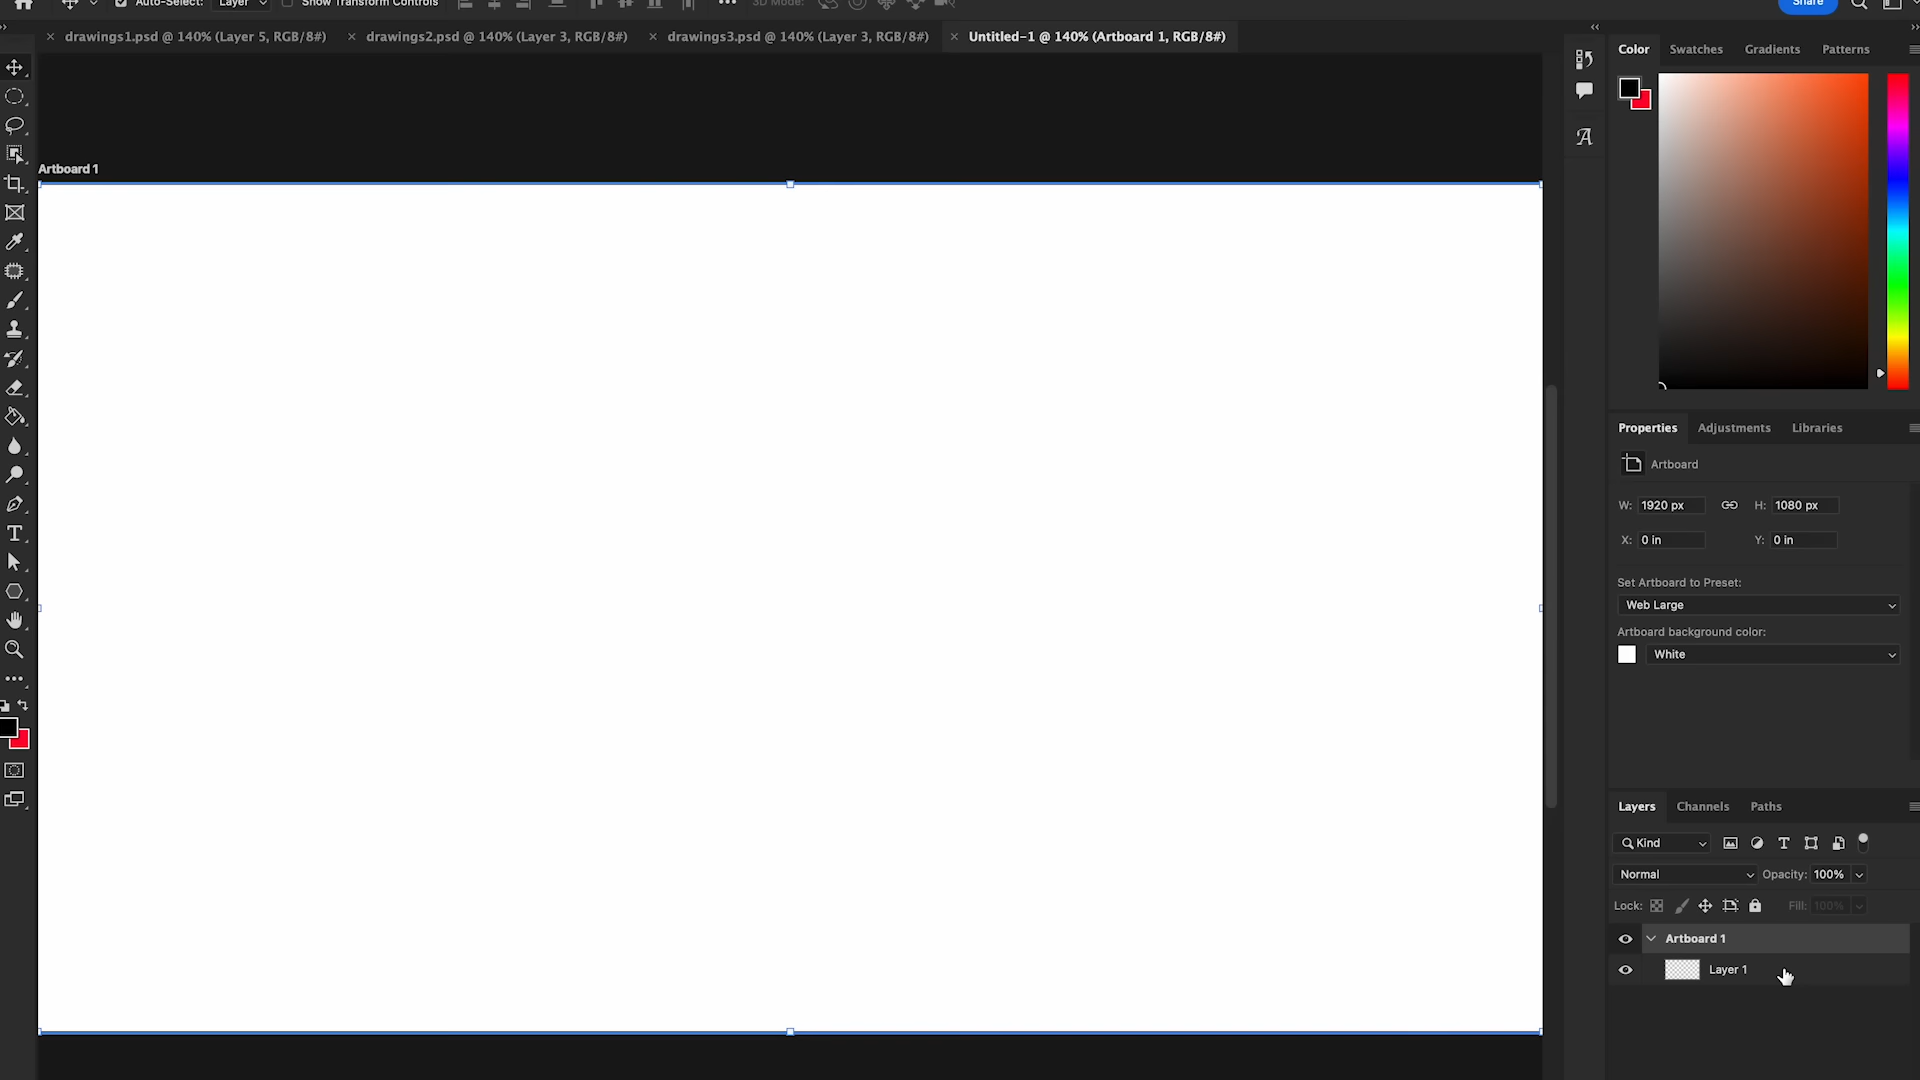 Auto-Select: Layer Show Transform Controls 3D Mode: Share
drawings1.psd @ 140% (Layer 5, RGB/8#) drawings2.psd @ 140% (Layer 3, RGB/8#) drawings3.psd @ 140% (Layer 3, RGB/8#) Untitled-1 @ 140% (Artboard 1, RGB/8#)
Color Swatches Gradients Patterns
Artboard 1
Properties Adjustments Libraries
Artboard
W: 1920 px H: 1080 px
X: 0 in Y: 0 in
Set Artboard to Preset:
Web Large
Artboard background color:
White
Layers Channels Paths
Kind
Normal Opacity: 100%
Lock: Fill: 100%
Artboard 1
Layer 1